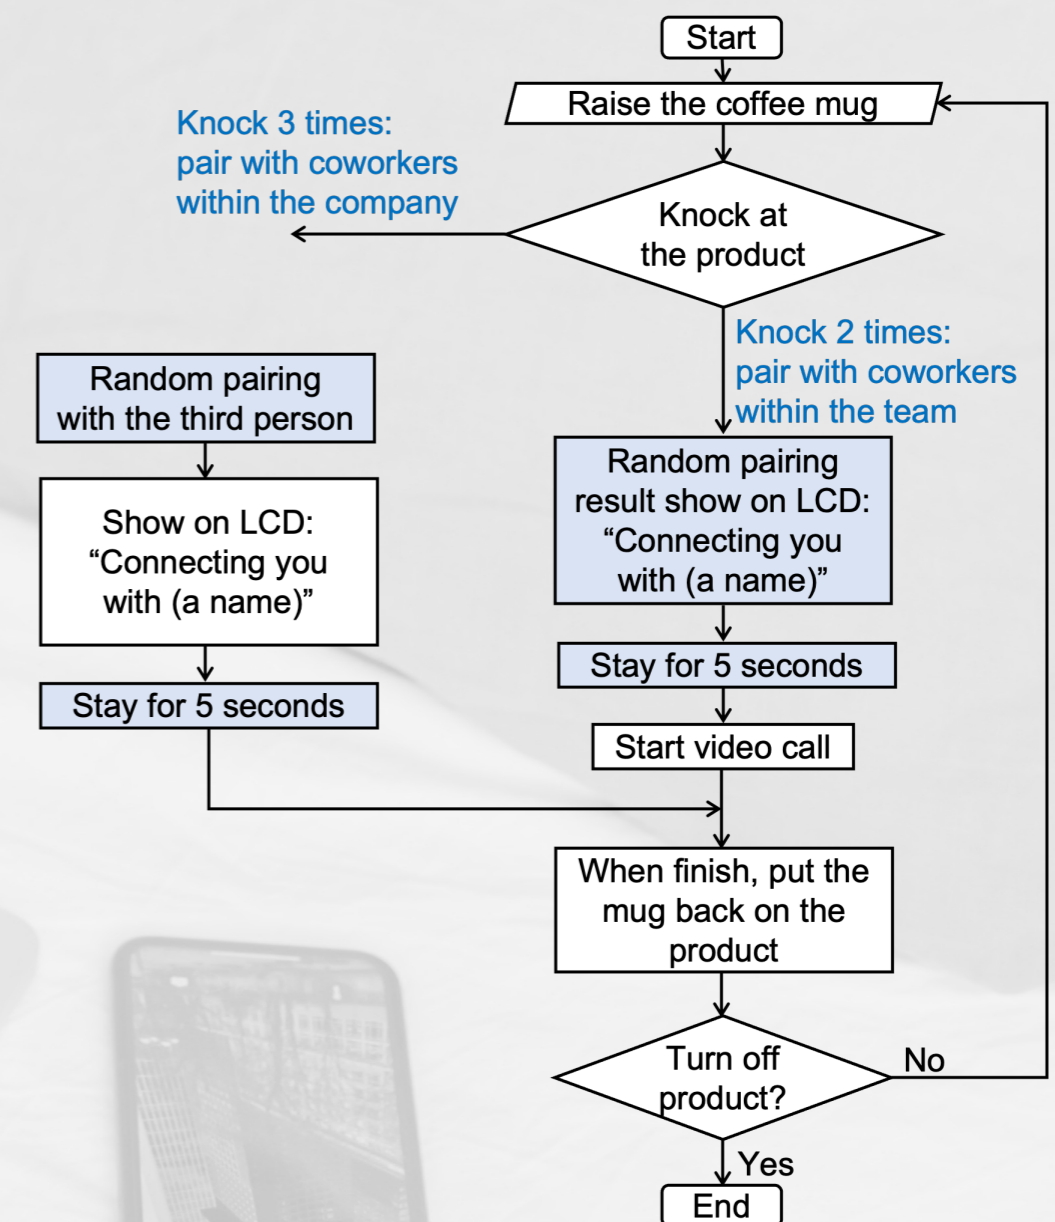 Start
Raise the coffee mug
Knock 3 times:
pair with coworkers
within the company
Knock at
the product
Knock 2 times:
pair with coworkers
within the team
Random pairing
with the third person
Show on LCD:
“Connecting you
with (a name)”
Stay for 5 seconds
Random pairing
result show on LCD:
“Connecting you
with (a name)”
Stay for 5 seconds
Start video call
When finish, put the
mug back on the
product
Turn off
product?
No
Yes
End